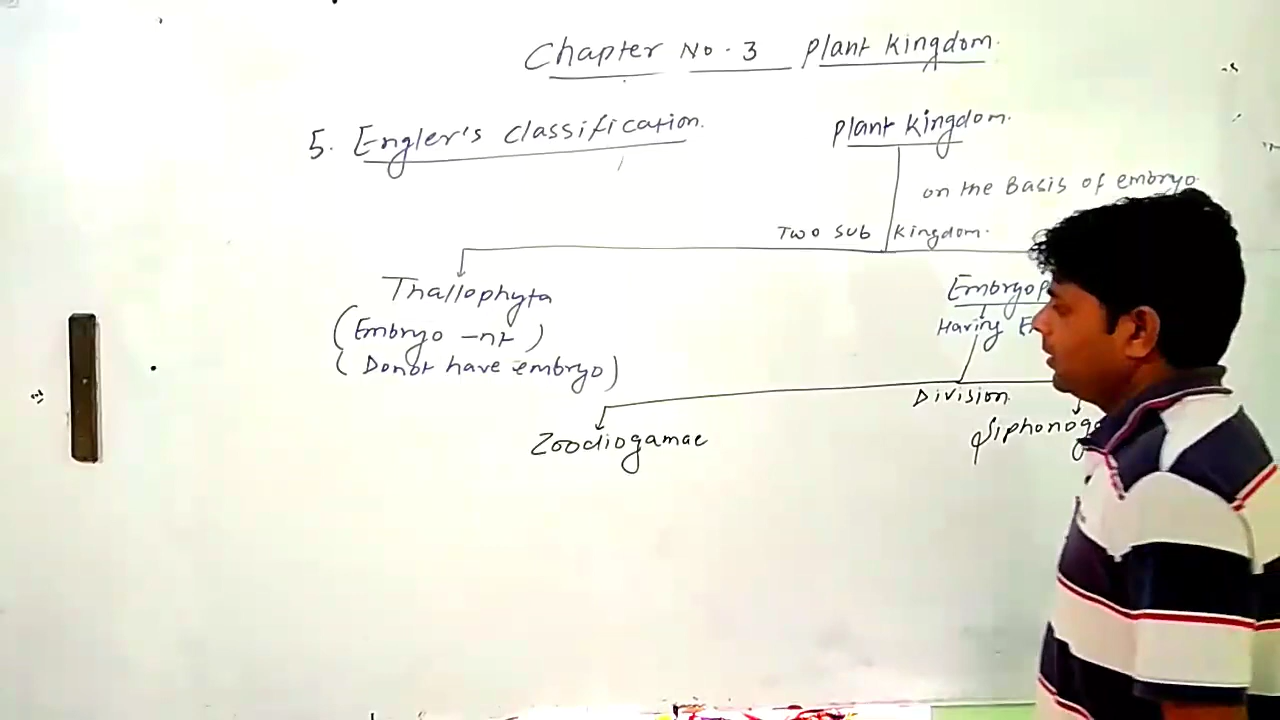 Chapter No. 3 Plant Kingdom.
5. Engler's classification.
Plant Kingdom.
on the Basis of embryo
Two sub kingdom.
Thallophyta
(Embryo -nt)
(Donot have embryo)
Having
Division
Zoodiogamae